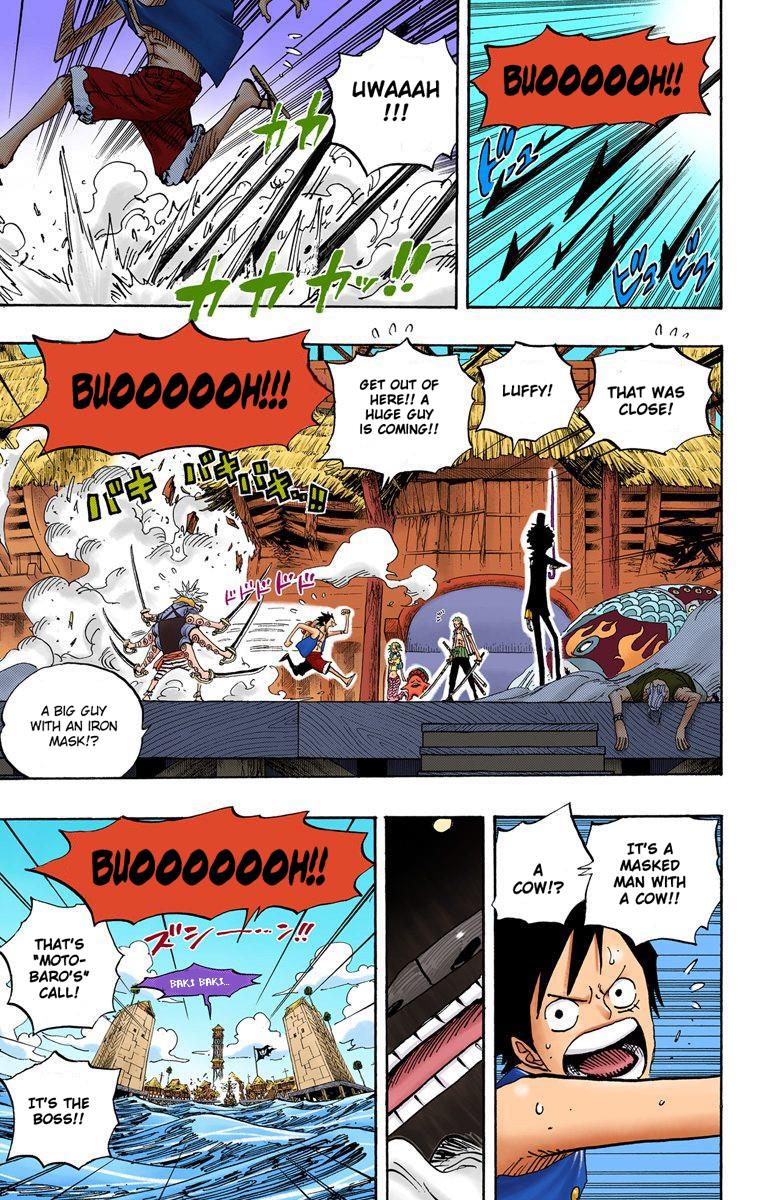 BUOOOOOH!!
ビュ
ビュビュ
UWAAAH
!!!
カカ
カカカッ!!
THAT WAS
CLOSE!
LUFFY!
GET OUT OF
HERE!! A
HUGE GUY
IS COMING!!
BUOOOOOH!!!
バキバキバキ…!!
ドドドドド
A BIG GUY
WITH AN IRON
MASK!?
IT'S A
MASKED
MAN WITH
A COW!!
A
COW!?
BUOOOOOOH!!
ズシー…ン!!
THAT'S
"MOTO-
BARO'S"
CALL!
BAKI BAKI...
IT'S THE
BOSS!!